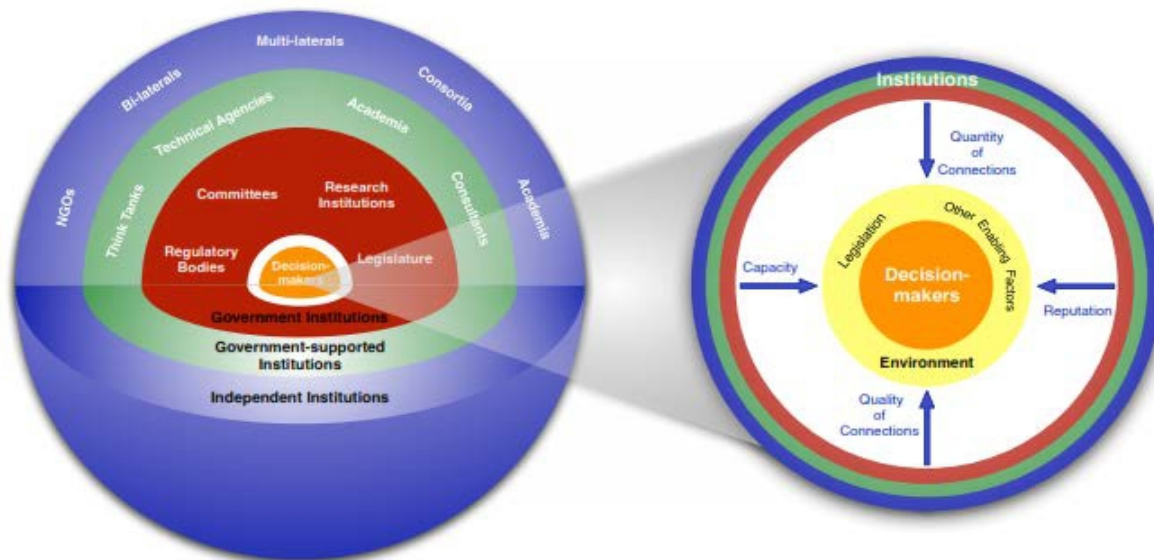 Multi-laterals
Bi-laterals
Consortia
NGOs
Academia
Technical Agencies
Academia
Think Tanks
Consultants
Committees
Research
Institutions
Regulatory
Bodies
Legislature
Decision-
makers
Government Institutions
Government-supported
Institutions
Independent Institutions
Institutions
Quantity
of
Connections
Legislation
Other Enabling
Factors
Capacity
Decision-
makers
Reputation
Environment
Quality
of
Connections